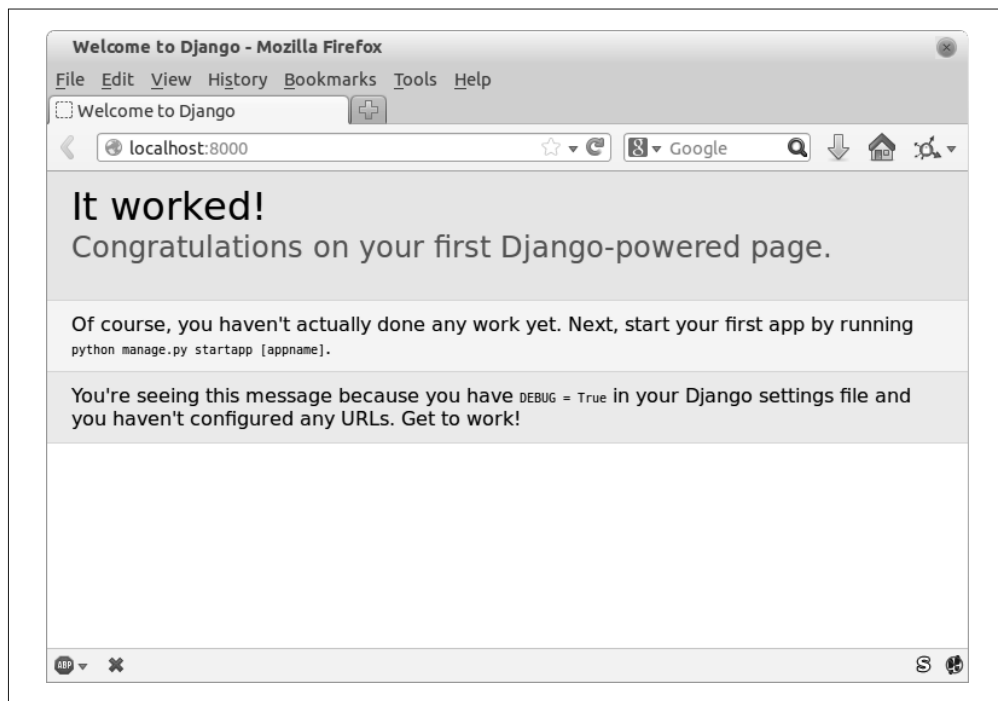 Welcome to Django - Mozilla Firefox
File Edit View History Bookmarks Tools Help
Welcome to Django
localhost:8000
8 Google
It worked!
Congratulations on your first Django-powered page.
Of course, you haven't actually done any work yet. Next, start your first app by running
python manage.py startapp [appname].
You're seeing this message because you have DEBUG = True in your Django settings file and
you haven't configured any URLs. Get to work!
ABP
S